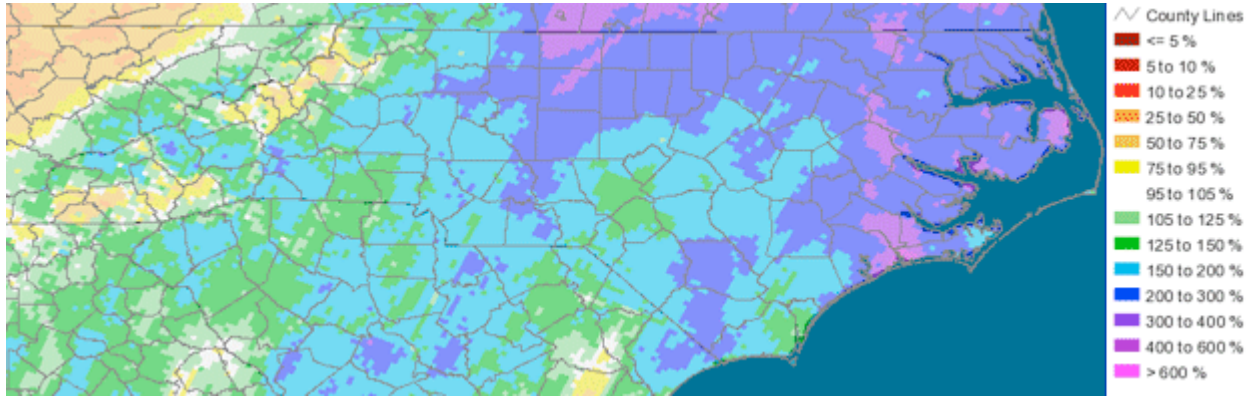 County Lines
<= 5 %
5 to 10 %
10 to 25 %
25 to 50 %
50 to 75 %
75 to 95 %
95 to 105 %
105 to 125 %
125 to 150 %
150 to 200 %
200 to 300 %
300 to 400 %
400 to 600 %
> 600 %